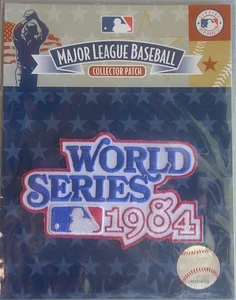 MAJOR LEAGUE BASEBALL
COLLECTOR PATCH
WORLD
SERIES
1984